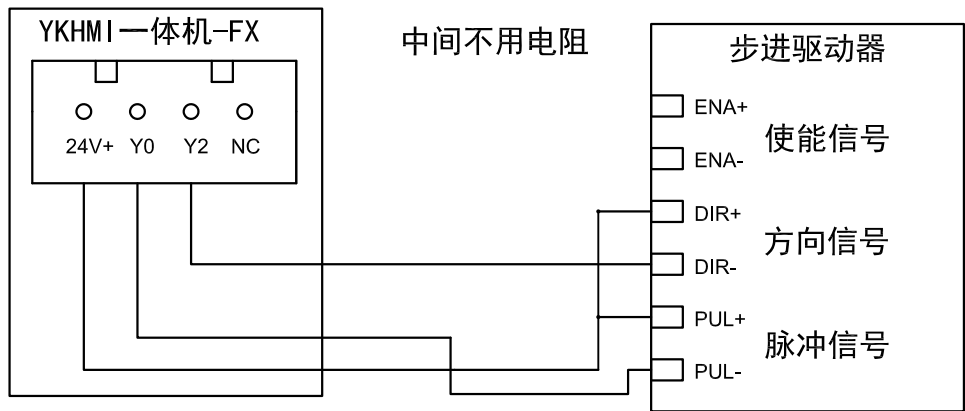 YKHMI一体机-FX
中间不用电阻
步进驱动器
24V+ Y0 Y2 NC
ENA+
使能信号
ENA-
DIR+
方向信号
DIR-
PUL+
脉冲信号
PUL-